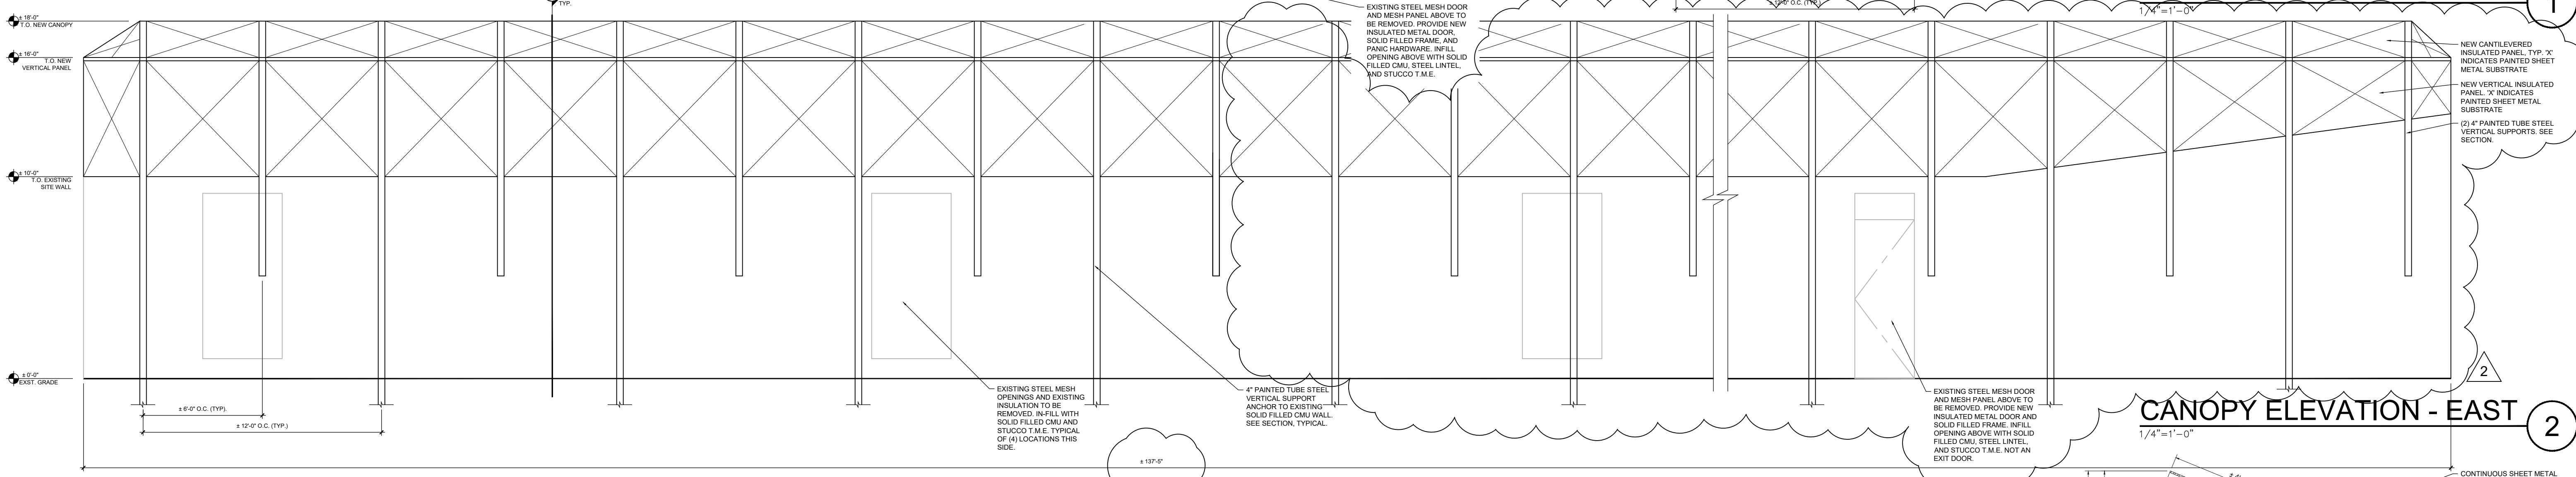 ± 18'-0"
T.O. NEW CANOPY
± 16'-0"
T.O. NEW
VERTICAL PANEL
± 10'-0"
T.O. EXISTING
SITE WALL
± 0'-0"
EXST. GRADE
TYP.
± 6'-0" O.C. (TYP).
± 12'-0" O.C. (TYP.)
± 137'-5"
EXISTING STEEL MESH
OPENINGS AND EXISTING
INSULATION TO BE
REMOVED. IN-FILL WITH
SOLID FILLED CMU AND
STUCCO T.M.E. TYPICAL
OF (4) LOCATIONS THIS
SIDE.
4" PAINTED TUBE STEEL
VERTICAL SUPPORT
ANCHOR TO EXISTING
SOLID FILLED CMU WALL.
SEE SECTION, TYPICAL.
EXISTING STEEL MESH DOOR
AND MESH PANEL ABOVE TO
BE REMOVED. PROVIDE NEW
INSULATED METAL DOOR,
SOLID FILLED FRAME, AND
PANIC HARDWARE. INFILL
OPENING ABOVE WITH SOLID
FILLED CMU, STEEL LINTEL,
AND STUCCO T.M.E.
± 12'-0" O.C. (TYP.)
EXISTING STEEL MESH DOOR
AND MESH PANEL ABOVE TO
BE REMOVED. PROVIDE NEW
INSULATED METAL DOOR AND
SOLID FILLED FRAME. INFILL
OPENING ABOVE WITH SOLID
FILLED CMU, STEEL LINTEL,
AND STUCCO T.M.E. NOT AN
EXIT DOOR.
1/4"=1'-0"
1
NEW CANTILEVERED
INSULATED PANEL, TYP. 'X'
INDICATES PAINTED SHEET
METAL SUBSTRATE
NEW VERTICAL INSULATED
PANEL. 'X' INDICATES
PAINTED SHEET METAL
SUBSTRATE
(2) 4" PAINTED TUBE STEEL
VERTICAL SUPPORTS. SEE
SECTION.
2
CANOPY ELEVATION - EAST
1/4"=1'-0"
2
CONTINUOUS SHEET METAL